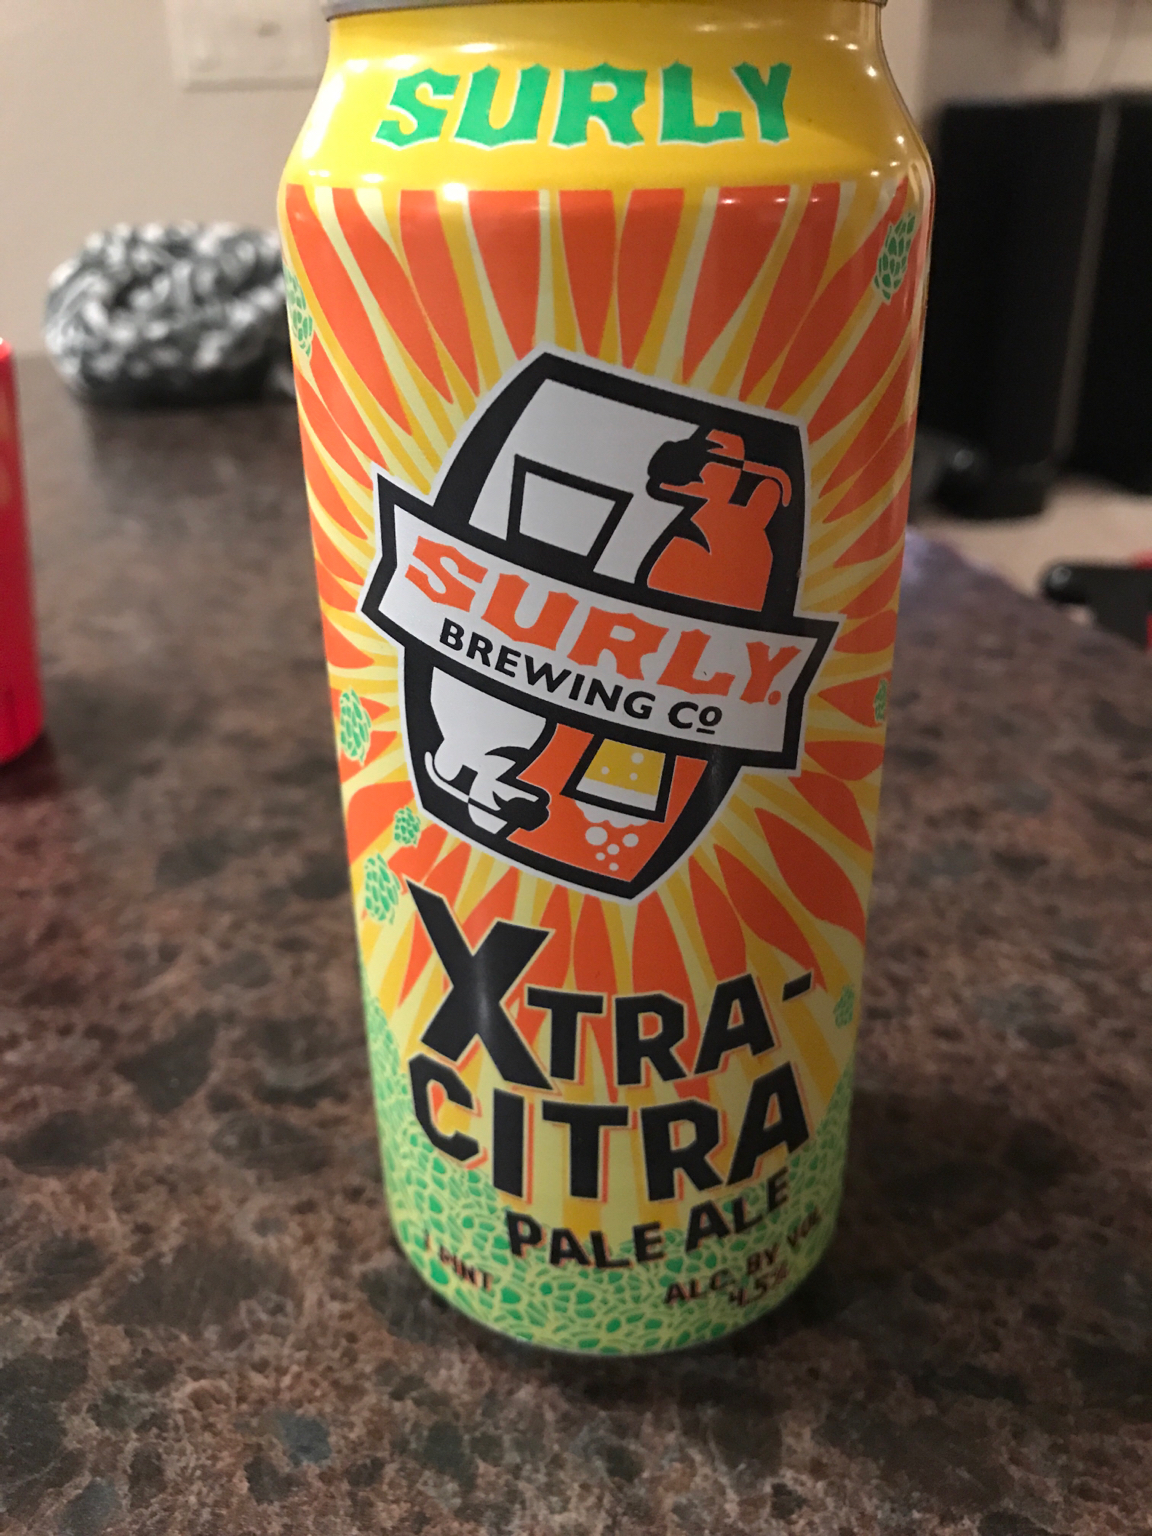 SURLY
SURLY.
BREWING Co
XTRA-
CITRA
PALE ALE
1 PINT
ALC. BY VOL
4.5%